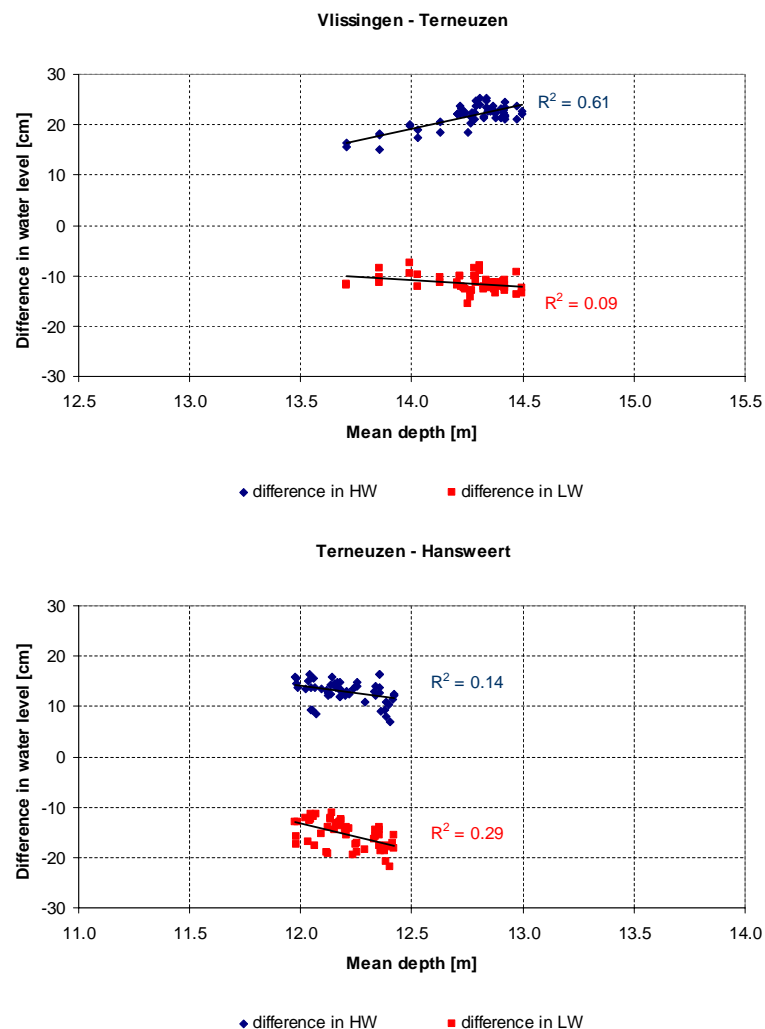 Vlissingen - Terneuzen
Difference in water level [cm]
30
20
10
0
-10
-20
-30
R² = 0.61
R² = 0.09
12.5 13.0 13.5 14.0 14.5 15.0 15.5
Mean depth [m]
difference in HW difference in LW
Terneuzen - Hansweert
Difference in water level [cm]
30
20
10
0
-10
-20
-30
R² = 0.14
R² = 0.29
11.0 11.5 12.0 12.5 13.0 13.5 14.0
Mean depth [m]
difference in HW difference in LW